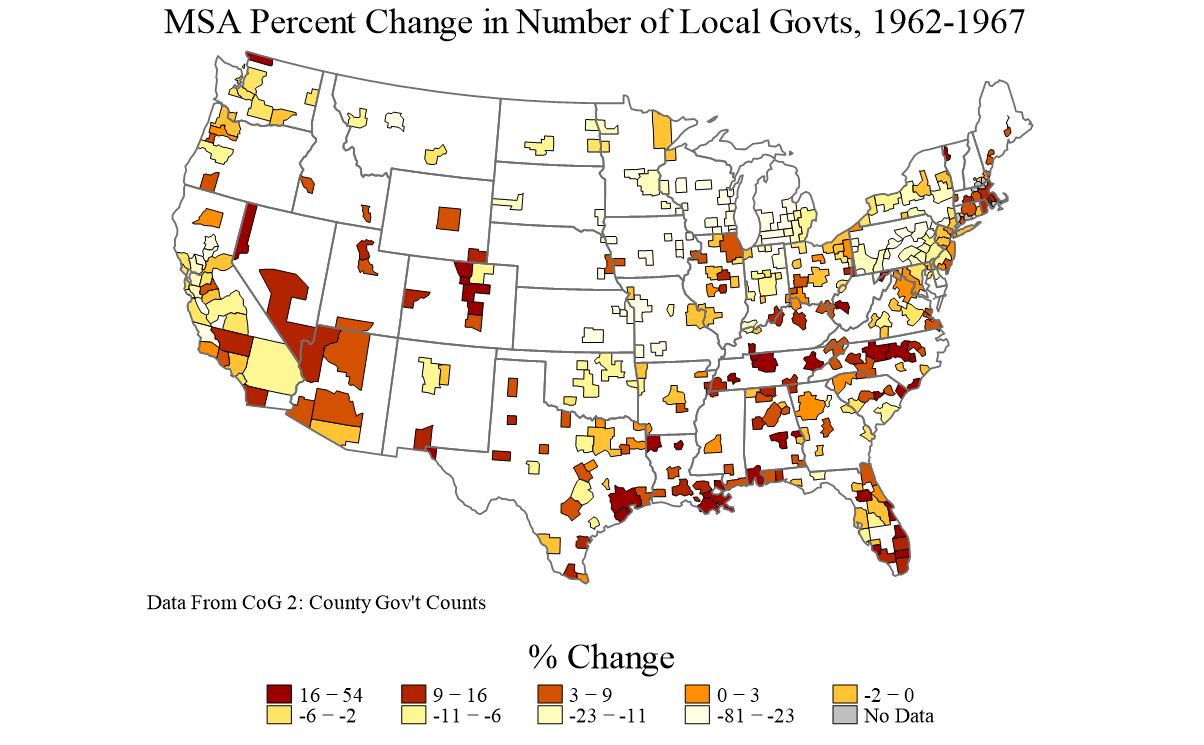 MSA Percent Change in Number of Local Govts, 1962-1967
Data From CoG 2: County Gov't Counts
% Change
16 – 54 9 – 16 3 – 9 0 – 3 -2 – 0
-6 – -2 -11 – -6 -23 – -11 -81 – -23 No Data